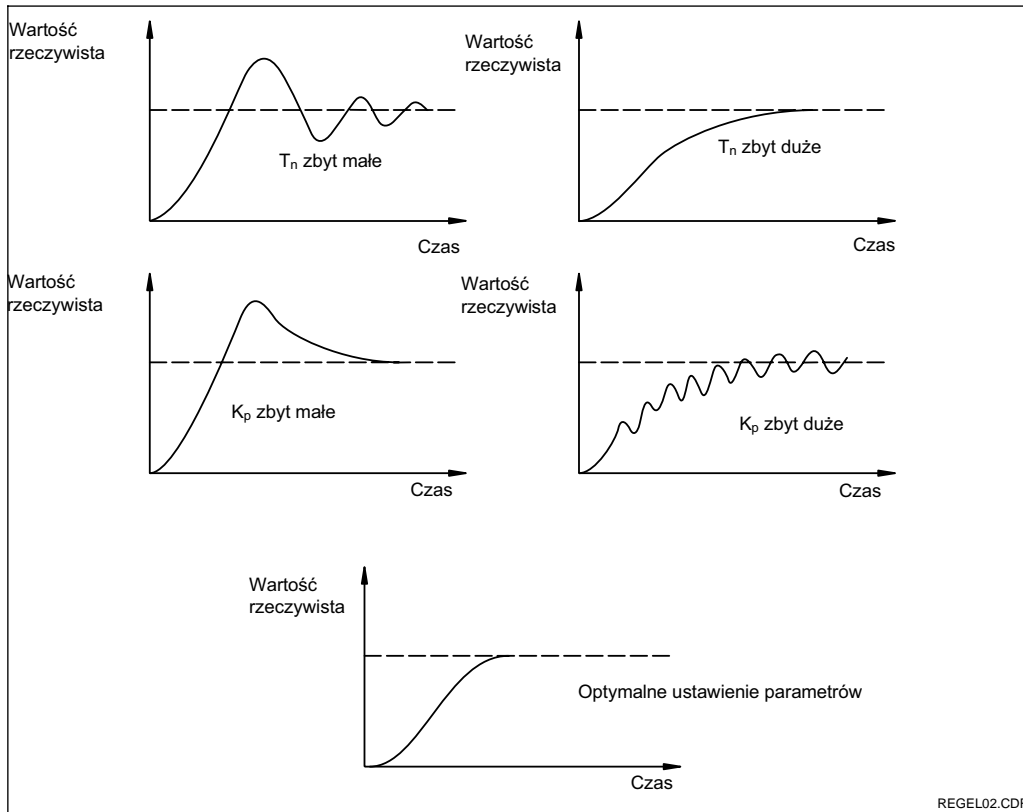 Wartość
rzeczywista
Tn zbyt małe
Czas
Wartość
rzeczywista
Tn zbyt duże
Czas
Wartość
rzeczywista
Kp zbyt małe
Czas
Wartość
rzeczywista
Kp zbyt duże
Czas
Wartość
rzeczywista
Optymalne ustawienie parametrów
Czas
REGEL02.CDR